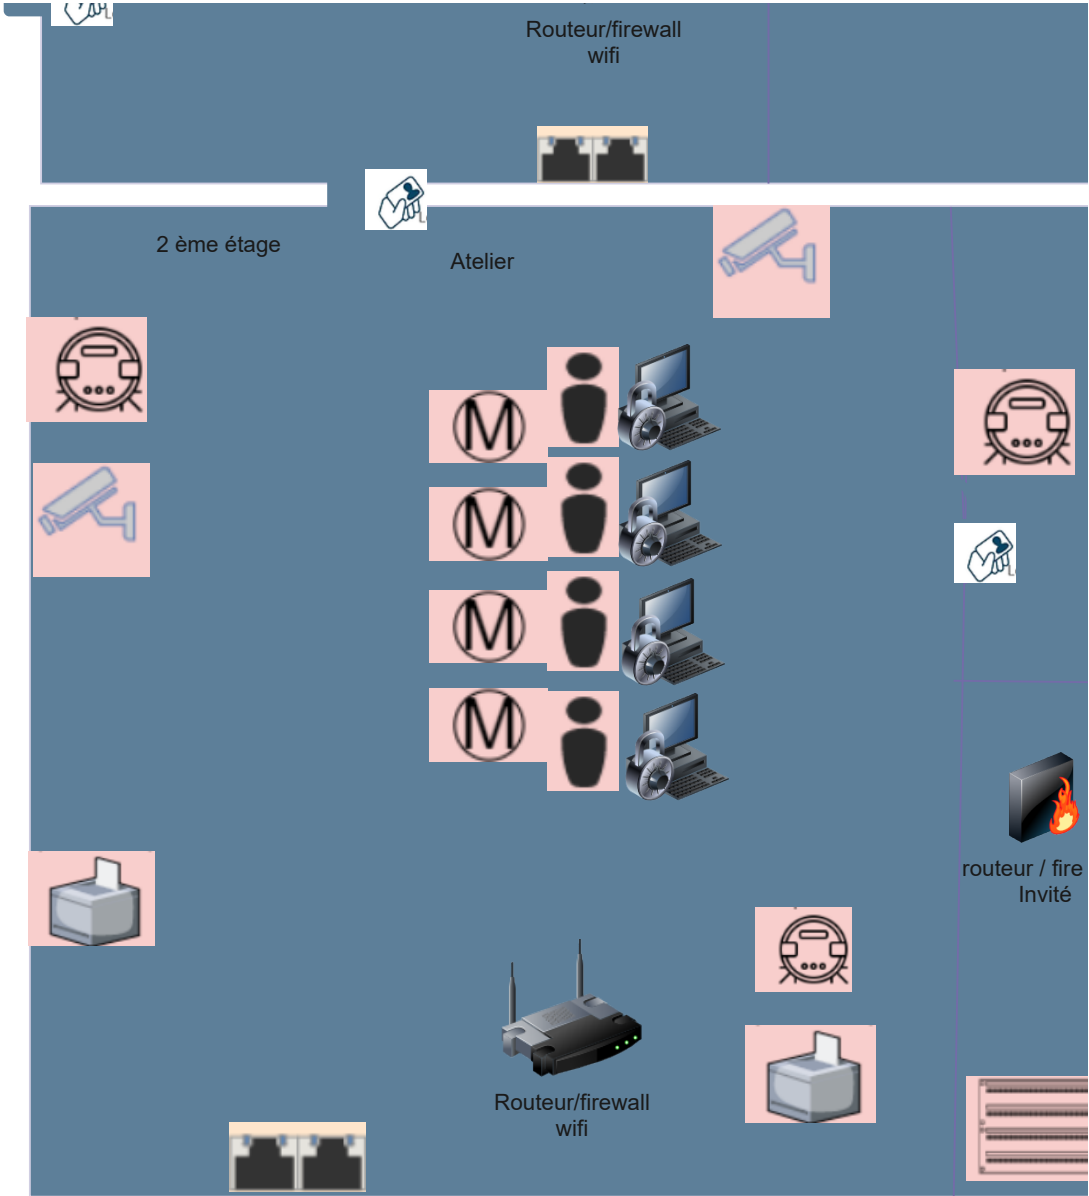 Routeur/firewall
wifi
2 ème étage
Atelier
M
M
M
M
routeur / fire
Invité
Routeur/firewall
wifi